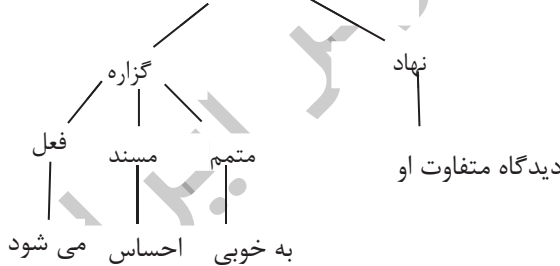 نهاد
گزاره
متمم
مسند
فعل
دیدگاه متفاوت او
به خوبی
احساس
می شود